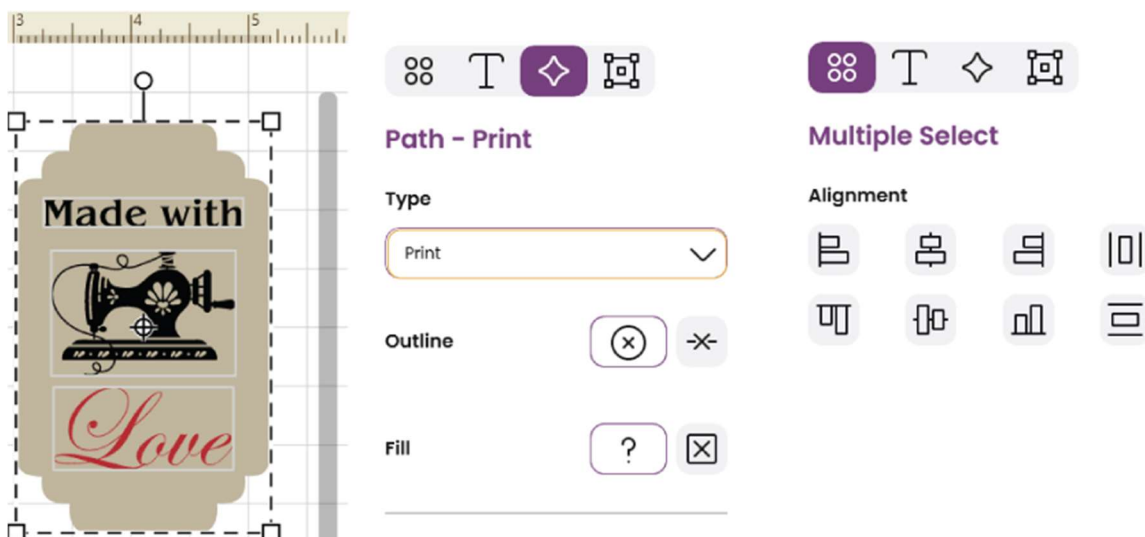 3 4 5
Made with
Love
T
Path - Print
Type
Print
Outline
Fill
?
T
Multiple Select
Alignment